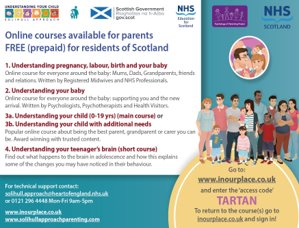 UNDERSTANDING YOUR CHILD
SOLIHULL APPROACH
Scottish Government
gov.scot
NHS
Education
for
Scotland
NHS
SCOTLAND
Online courses available for parents
FREE (prepaid) for residents of Scotland
1. Understanding pregnancy, labour, birth and your baby
Online course for everyone around the baby: Mums, Dads, Grandparents, friends
and relations. Written by Registered Midwives and NHS Professionals.
2. Understanding your baby
Online course for everyone around the baby: supporting you and the new
arrival. Written by Psychologists, Psychotherapists and Health Visitors.
3a. Understanding your child (0-19 yrs) (main course) or
3b. Understanding your child with additional needs
Popular online course about being the best parent, grandparent or carer you can
be. Award winning with trusted content.
4. Understanding your teenager's brain (short course)
Find out what happens to the brain in adolescence and how this explains
some of the changes you may have noticed in their behaviour.
For technical support contact:
solihull.approach@heartofengland.nhs.uk
or 0121 296 4448 Mon-Fri 9am-5pm
www.inourplace.co.uk
www.solihullapproachparenting.com
Go to:
www.inourplace.co.uk
and enter the 'access code'
TARTAN
To return to the course(s) go to
inourplace.co.uk and sign in!